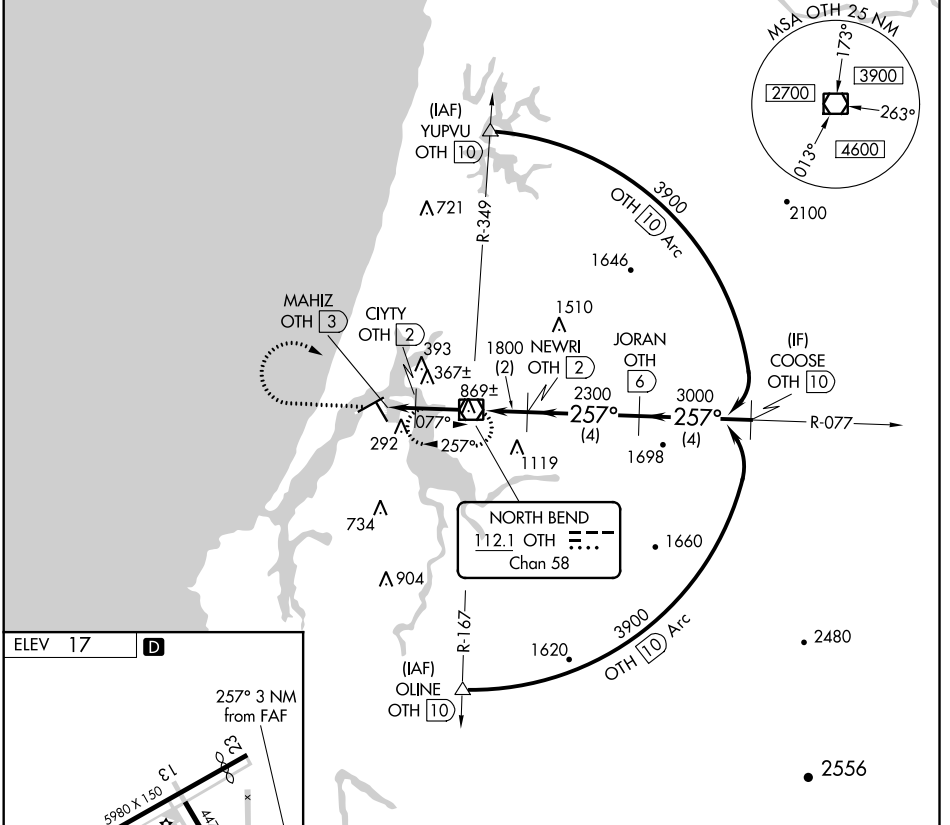 MSA OTH 25 NM
173°
3900
2700
263°
013°
4600
(IAF)
YUPVU
OTH 10
3900
OTH 10 Arc
R-349
721
2100
1646
1510
MAHIZ
OTH 3
CIYTY
OTH 2
393
367±
1800
(2)
NEWRI
OTH 2
JORAN
OTH
6
(IF)
COOSE
OTH 10
869±
2300
257°
(4)
3000
257°
(4)
R-077
077°
257°
292
1119
1698
734
NORTH BEND
112.1 OTH
Chan 58
1660
904
R-167
3900
OTH 10 Arc
1620
2480
(IAF)
OLINE
OTH 10
2556
ELEV 17
D
257° 3 NM
from FAF
23
13
5980 X 150
x